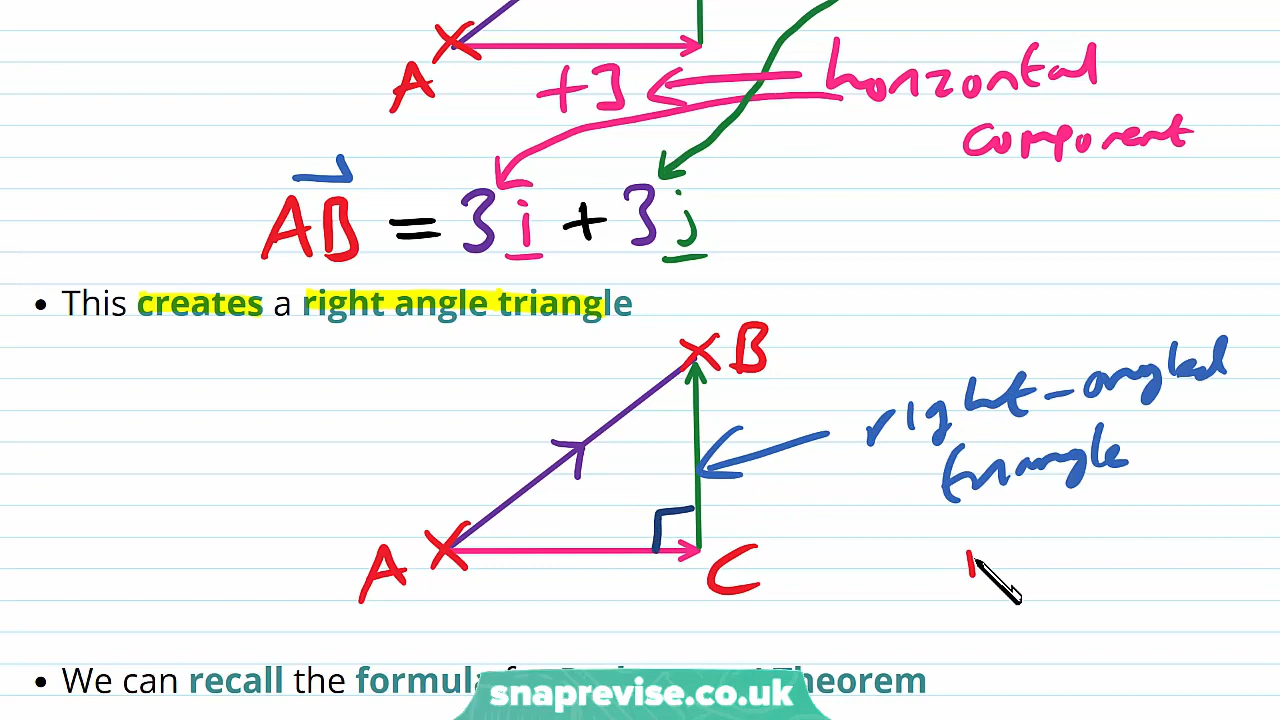 A
+3
horizontal
component
AB = 3i + 3j
• This creates a right angle triangle
B
right-angled
triangle
A
C
• We can recall the formula Theorem
snaprevise.co.uk